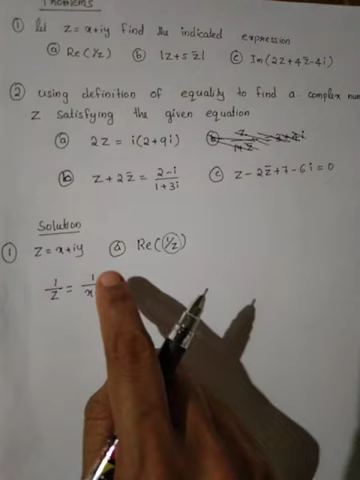 Problems
① let z = x+iy find the indicated expression
ⓐ Re(1/z) ⓑ |z+5z̄| ⓒ Im(2z+4z̄-4i)
② using definition of equality to find a complex
z satisfying the given equation
ⓐ 2z = i(2+9i)
ⓑ z+2z̄ = (2-i)/(1+3i) ⓒ z-2z̄+7-6i=0
Solution
① z = x+iy ⓐ Re(1/z)
1/z = 1/x